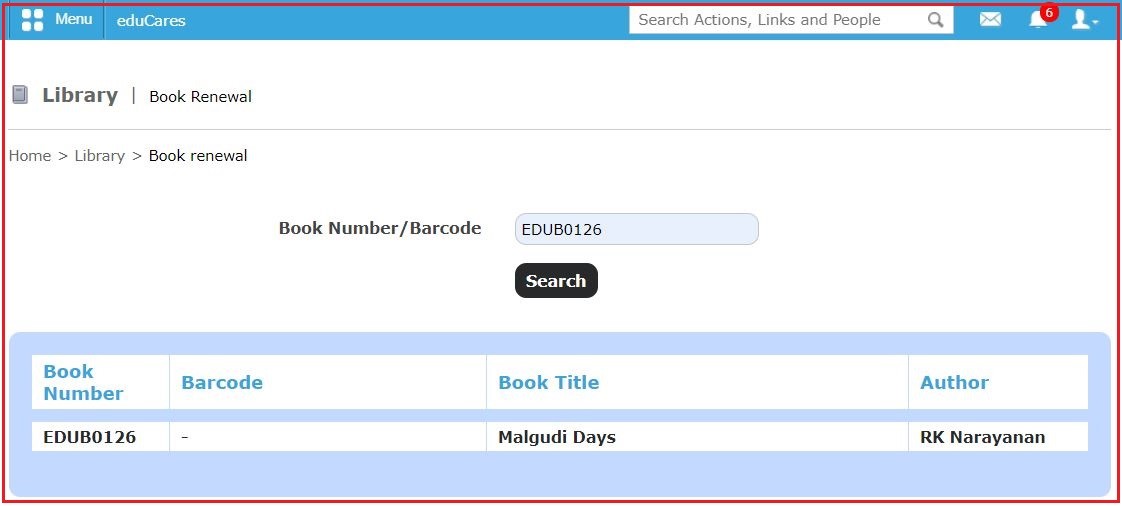 Menu eduCares Search Actions, Links and People 6
Library | Book Renewal
Home > Library > Book renewal
Book Number/Barcode EDUB0126
Search
Book Number Barcode Book Title Author
EDUB0126 - Malgudi Days RK Narayanan